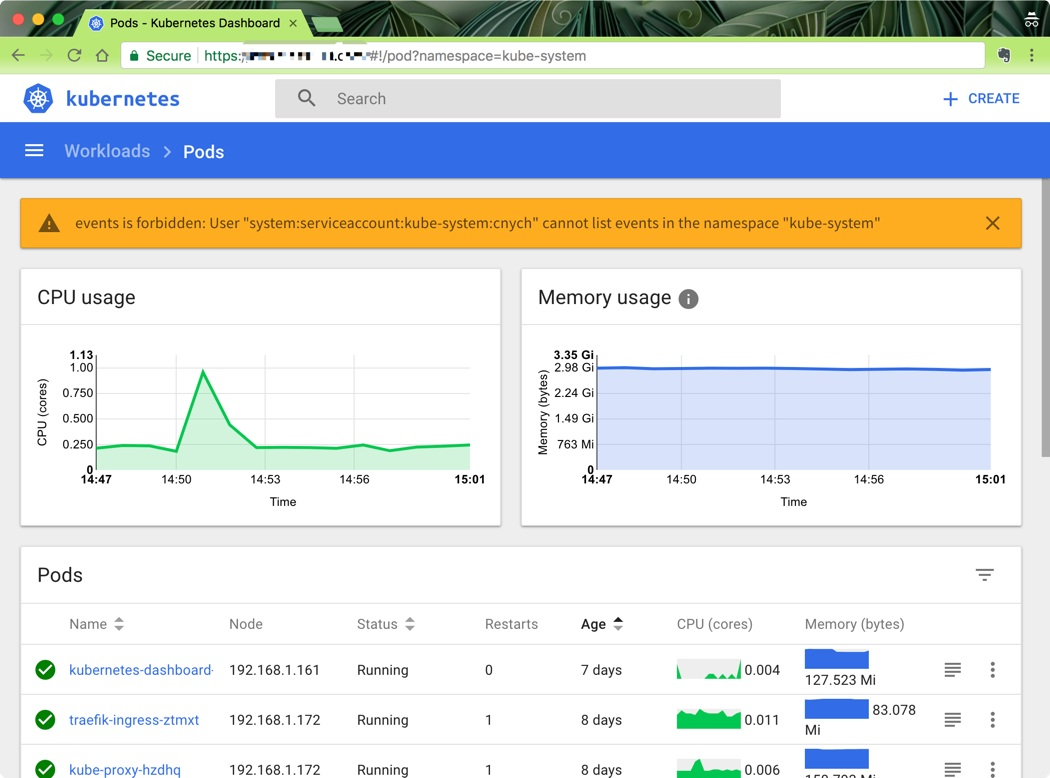 Pods - Kubernetes Dashboard
Secure https:
#!/pod?namespace=kube-system
kubernetes
Search
CREATE
Workloads
Pods
events is forbidden: User "system:serviceaccount:kube-system:cnych" cannot list events in the namespace "kube-system"
CPU usage
1.13
1.00
0.750
0.500
0.250
0
CPU (cores)
14:47 14:50 14:53 14:56 15:01
Time
Memory usage
3.35 Gi
2.98 Gi
2.24 Gi
1.49 Gi
763 Mi
0
Memory (bytes)
14:47 14:50 14:53 14:56 15:01
Time
Pods
Name Node Status Restarts Age CPU (cores) Memory (bytes)
kubernetes-dashboard- 192.168.1.161 Running 0 7 days 0.004 127.523 Mi
traefik-ingress-ztmxt 192.168.1.172 Running 1 8 days 0.011 83.078
Mi
kube-proxy-hzdhq 192.168.1.172 Running 1 8 days 0.006